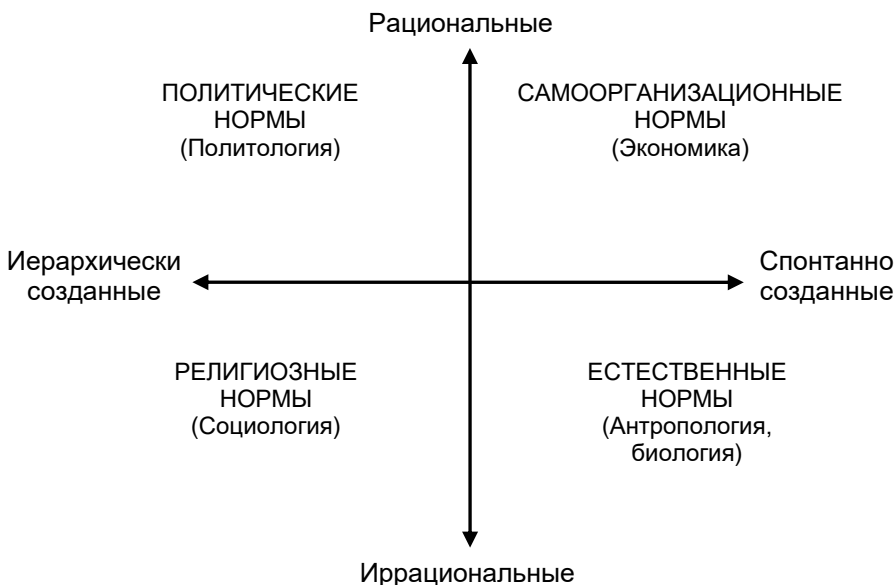 Рациональные
ПОЛИТИЧЕСКИЕ
НОРМЫ
(Политология)
САМООРГАНИЗАЦИОННЫЕ
НОРМЫ
(Экономика)
Иерархически
созданные
Спонтанно
созданные
РЕЛИГИОЗНЫЕ
НОРМЫ
(Социология)
ЕСТЕСТВЕННЫЕ
НОРМЫ
(Антропология,
биология)
Иррациональные